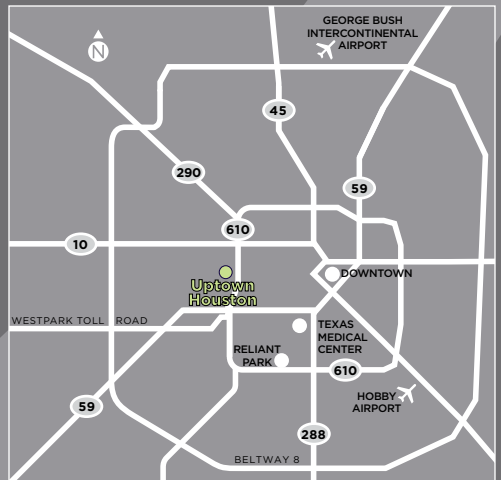 GEORGE BUSH
INTERCONTINENTAL
AIRPORT
N
45
290
59
610
10
DOWNTOWN
Uptown
Houston
WESTPARK TOLL ROAD
TEXAS
MEDICAL
CENTER
RELIANT
PARK
610
HOBBY
AIRPORT
59
288
BELTWAY 8